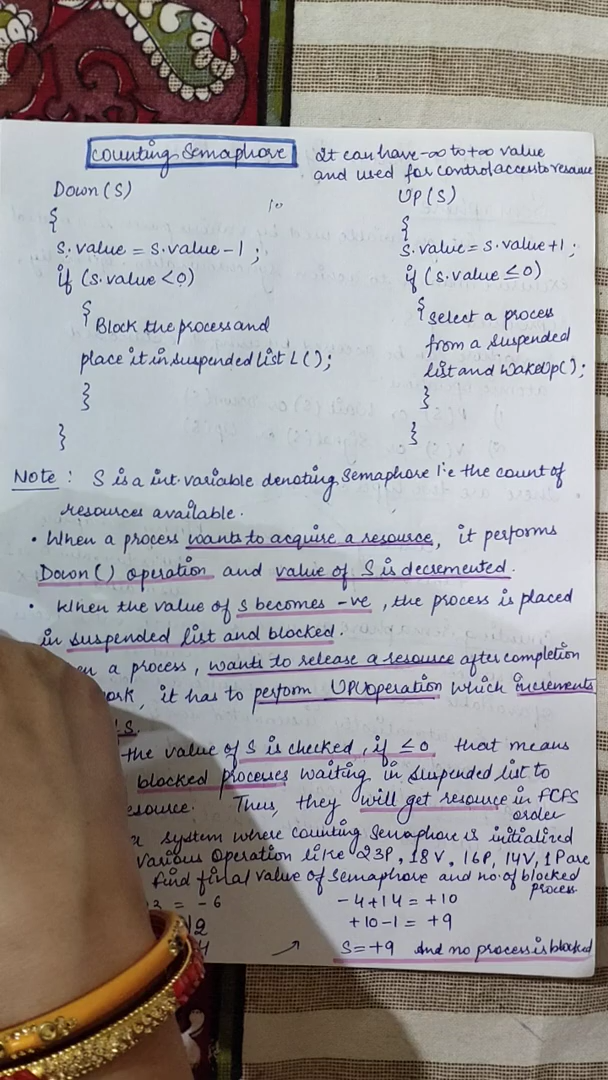 Counting Semaphore
It can have -∞ to +∞ value
and used for control access to resource
Down (S)
{
S.value = S.value - 1 ;
if (S.value < 0)
{
Block the process and
place it in suspended list L ( );
}
}
UP (S)
{
S.value = S.value + 1 ;
if (S.value ≤ 0)
{
Select a process
from a suspended
list and WakeUp( );
}
}
Note : S is a int. variable denoting semaphore i.e the count of
resources available.
• When a process wants to acquire a resource, it performs
Down( ) operation and value of S is decremented.
• When the value of S becomes -ve, the process is placed
in suspended list and blocked.
a process, wants to release a resource after completion
it has to perform UP( ) operation which increments
S.
the value of S is checked, if ≤0 that means
blocked processes waiting in suspended list to
Thus, they will get resource in FCFS
order
a system where counting Semaphore is initialized
Various Operation like 23P, 18V, 16P, 14V, 1P are
find final value of semaphore and no. of blocked
process
= -6
-4+14 = +10
+10-1 = +9
S = +9 And no process is blocked